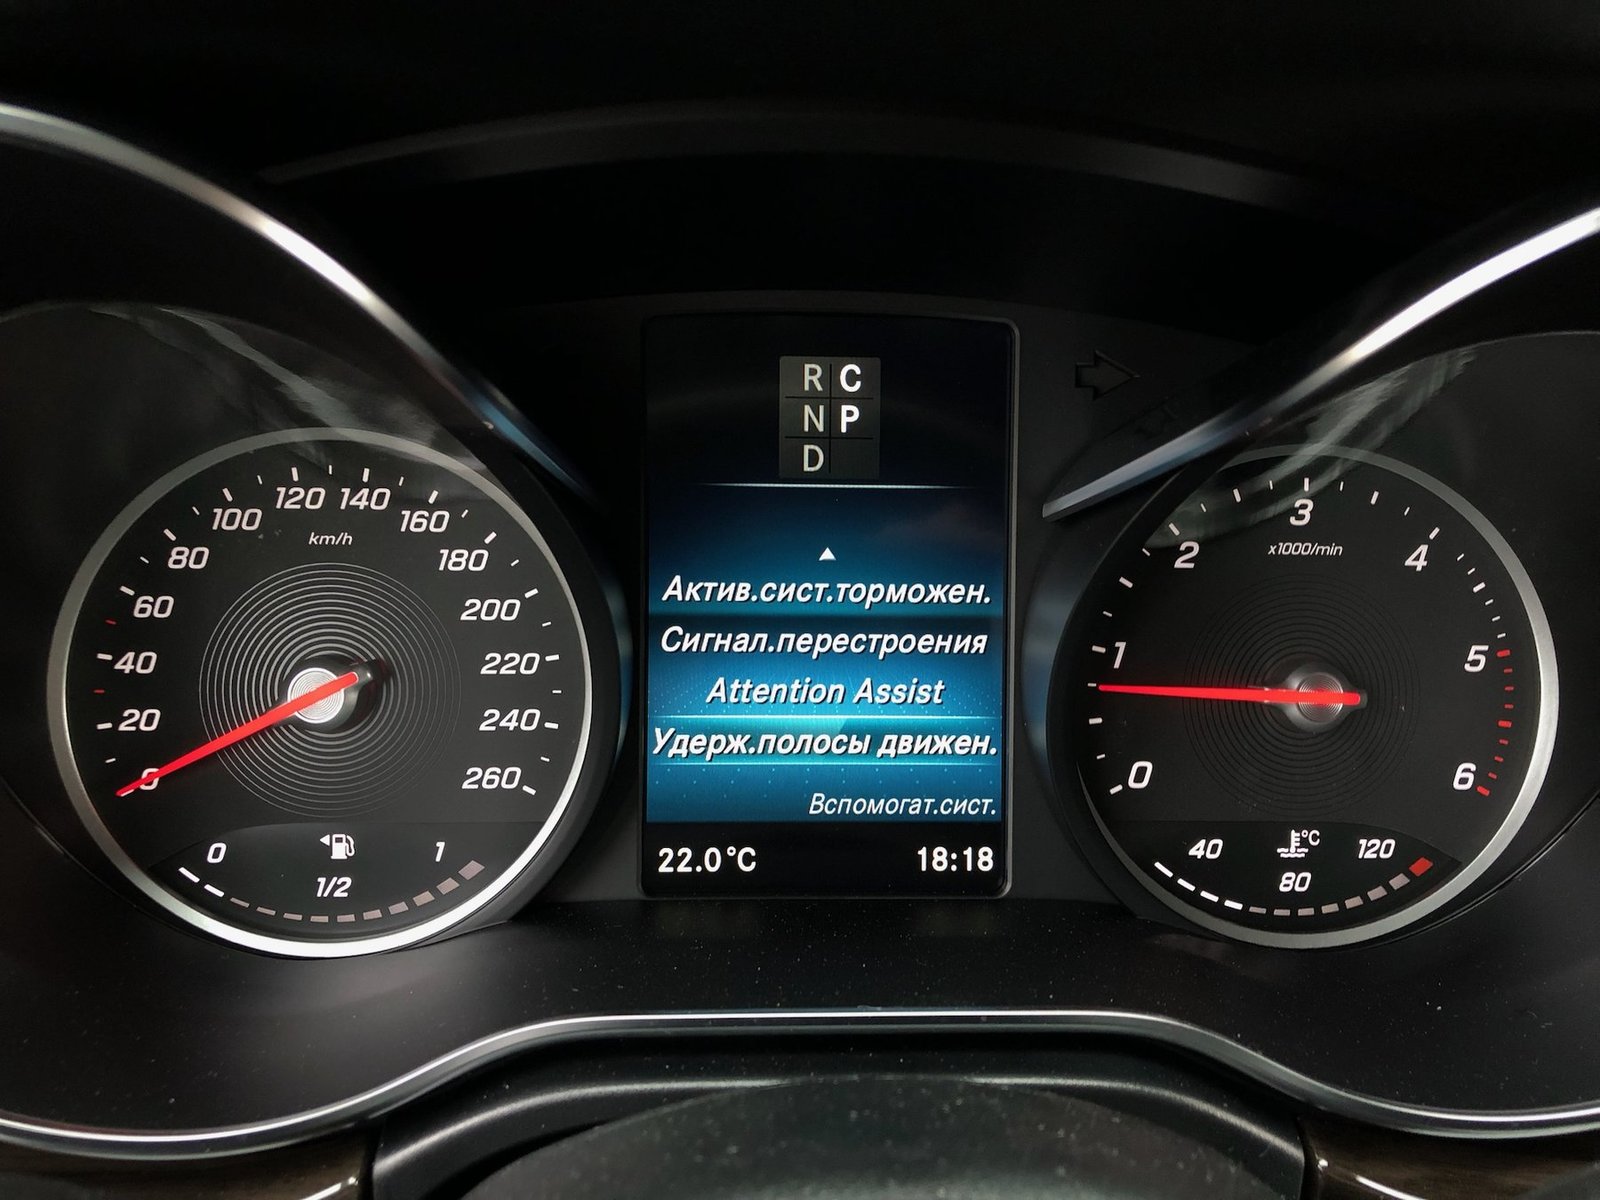 R C
N P
D
Актив.сист.торможен.
Сигнал.перестроения
Attention Assist
Удерж.полосы движен.
Вспомогат.сист.
22.0°C 18:18
0 20 40 60 80 100 120 140 160 180 200 220 240 260
km/h
0 1/2 1
0 1 2 3 4 5 6
x1000/min
40 80 120
°C